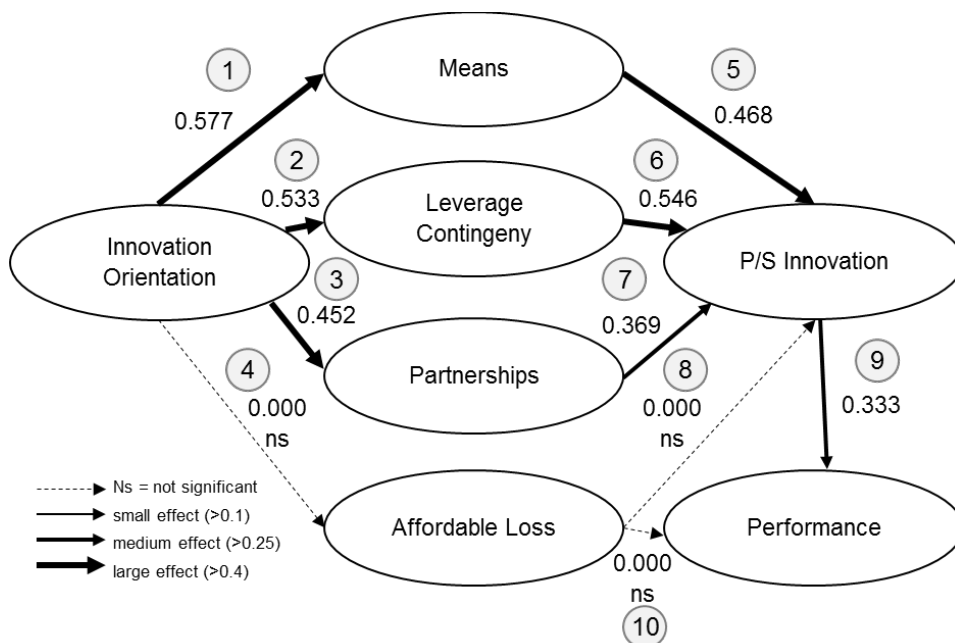 1
Means
5
0.577
0.468
2
6
0.533
Leverage
Contingeny
0.546
Innovation
Orientation
P/S Innovation
3
7
0.452
0.369
4
Partnerships
8
9
0.000
ns
0.000
ns
0.333
Ns = not significant
small effect (>0.1)
medium effect (>0.25)
large effect (>0.4)
Affordable Loss
Performance
0.000
ns
10